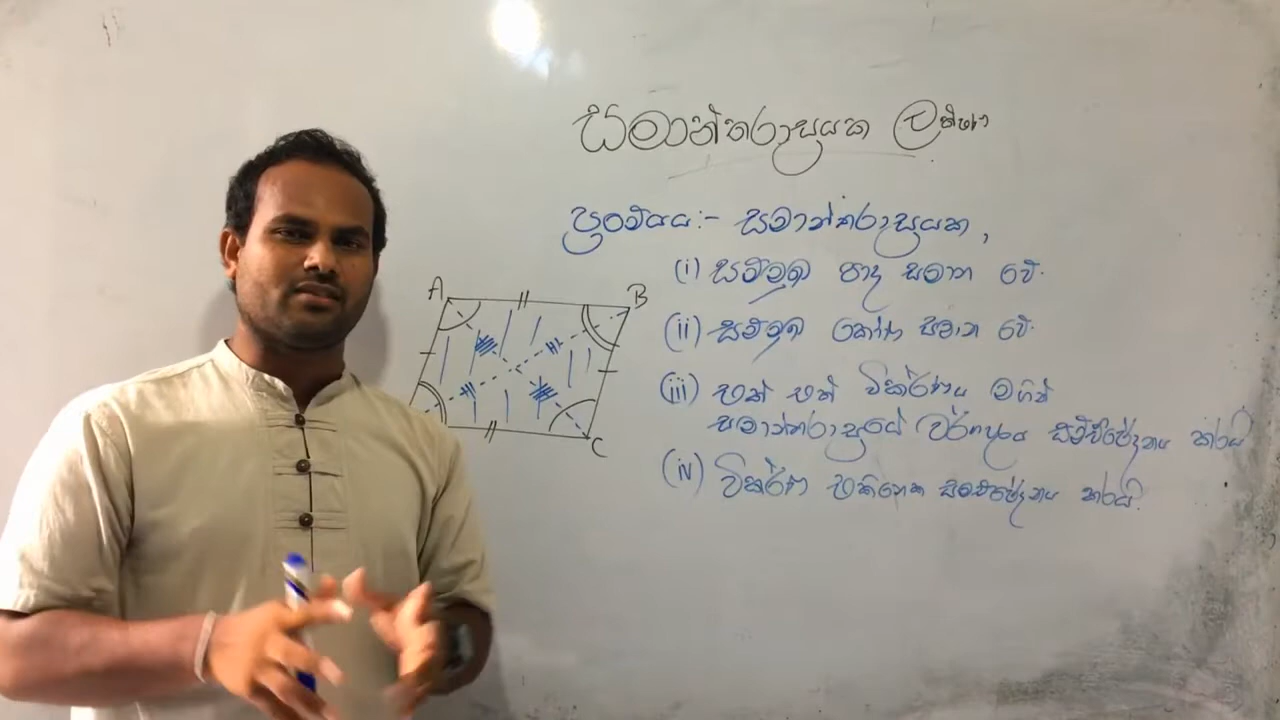 සමාන්තරාස්‍රයක ලක්ෂණ
ප්‍රමේයය:- සමාන්තරාස්‍රයක,
(i) සම්මුඛ පාද සමාන වේ.
(ii) සම්මුඛ කෝණ සමාන වේ.
(iii) එක් එක් විකර්ණය මගින්
සමාන්තරාස්‍රයේ වර්ගඵලය සමච්ඡේදනය කරයි
(iv) විකර්ණ එකිනෙක සමච්ඡේදනය කරයි.
A
B
C